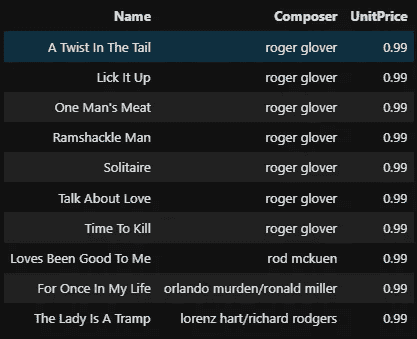 Name Composer UnitPrice
A Twist In The Tail roger glover 0.99
Lick It Up roger glover 0.99
One Man's Meat roger glover 0.99
Ramshackle Man roger glover 0.99
Solitaire roger glover 0.99
Talk About Love roger glover 0.99
Time To Kill roger glover 0.99
Loves Been Good To Me rod mckuen 0.99
For Once In My Life orlando murden/ronald miller 0.99
The Lady Is A Tramp lorenz hart/richard rodgers 0.99